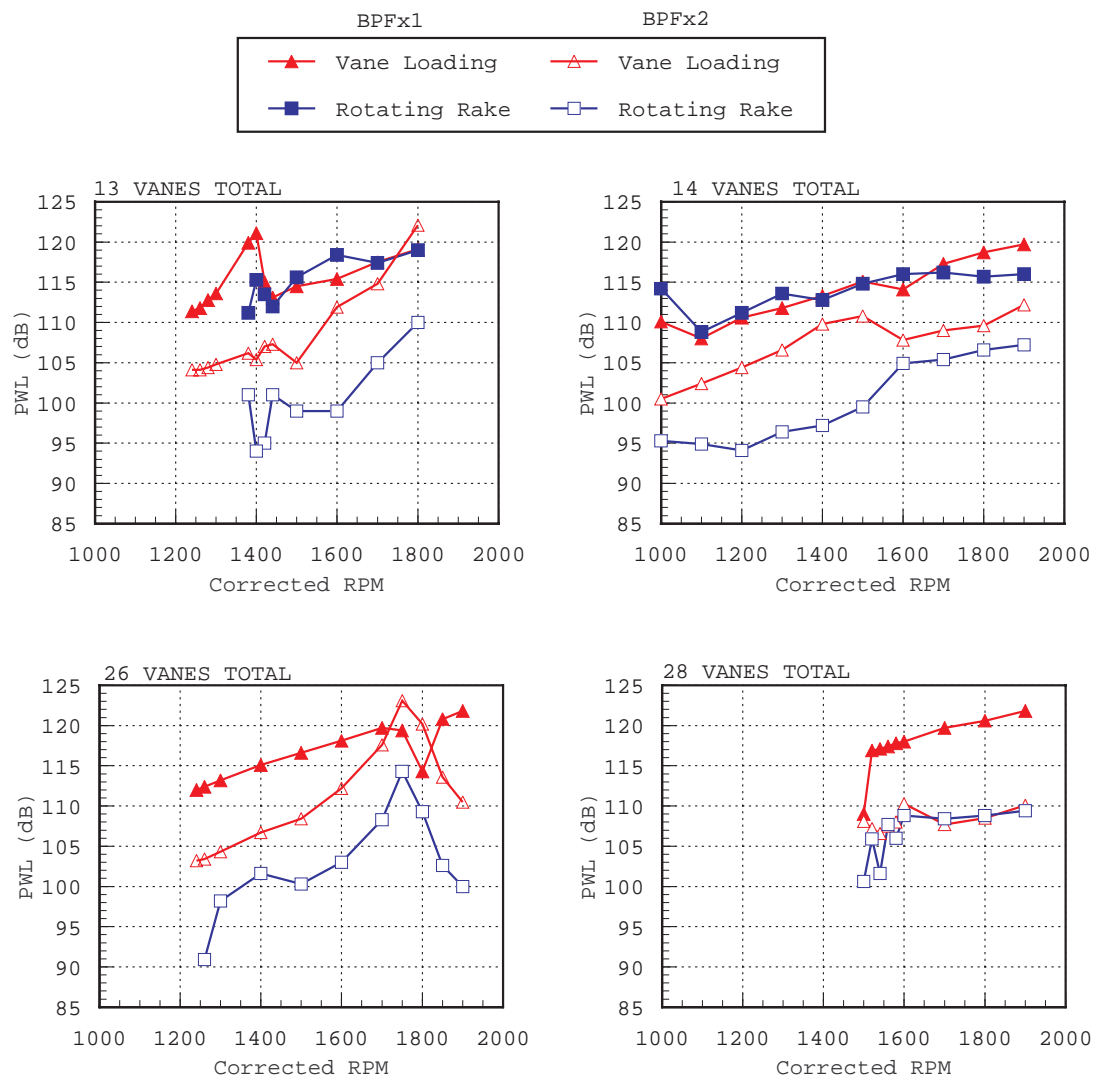 BPFx1 BPFx2
Vane Loading Vane Loading
Rotating Rake Rotating Rake
13 VANES TOTAL
125
120
115
110
105
100
95
90
85
PWL (dB)
1000 1200 1400 1600 1800 2000
Corrected RPM
14 VANES TOTAL
125
120
115
110
105
100
95
90
85
PWL (dB)
1000 1200 1400 1600 1800 2000
Corrected RPM
26 VANES TOTAL
125
120
115
110
105
100
95
90
85
PWL (dB)
1000 1200 1400 1600 1800 2000
Corrected RPM
28 VANES TOTAL
125
120
115
110
105
100
95
90
85
PWL (dB)
1000 1200 1400 1600 1800 2000
Corrected RPM